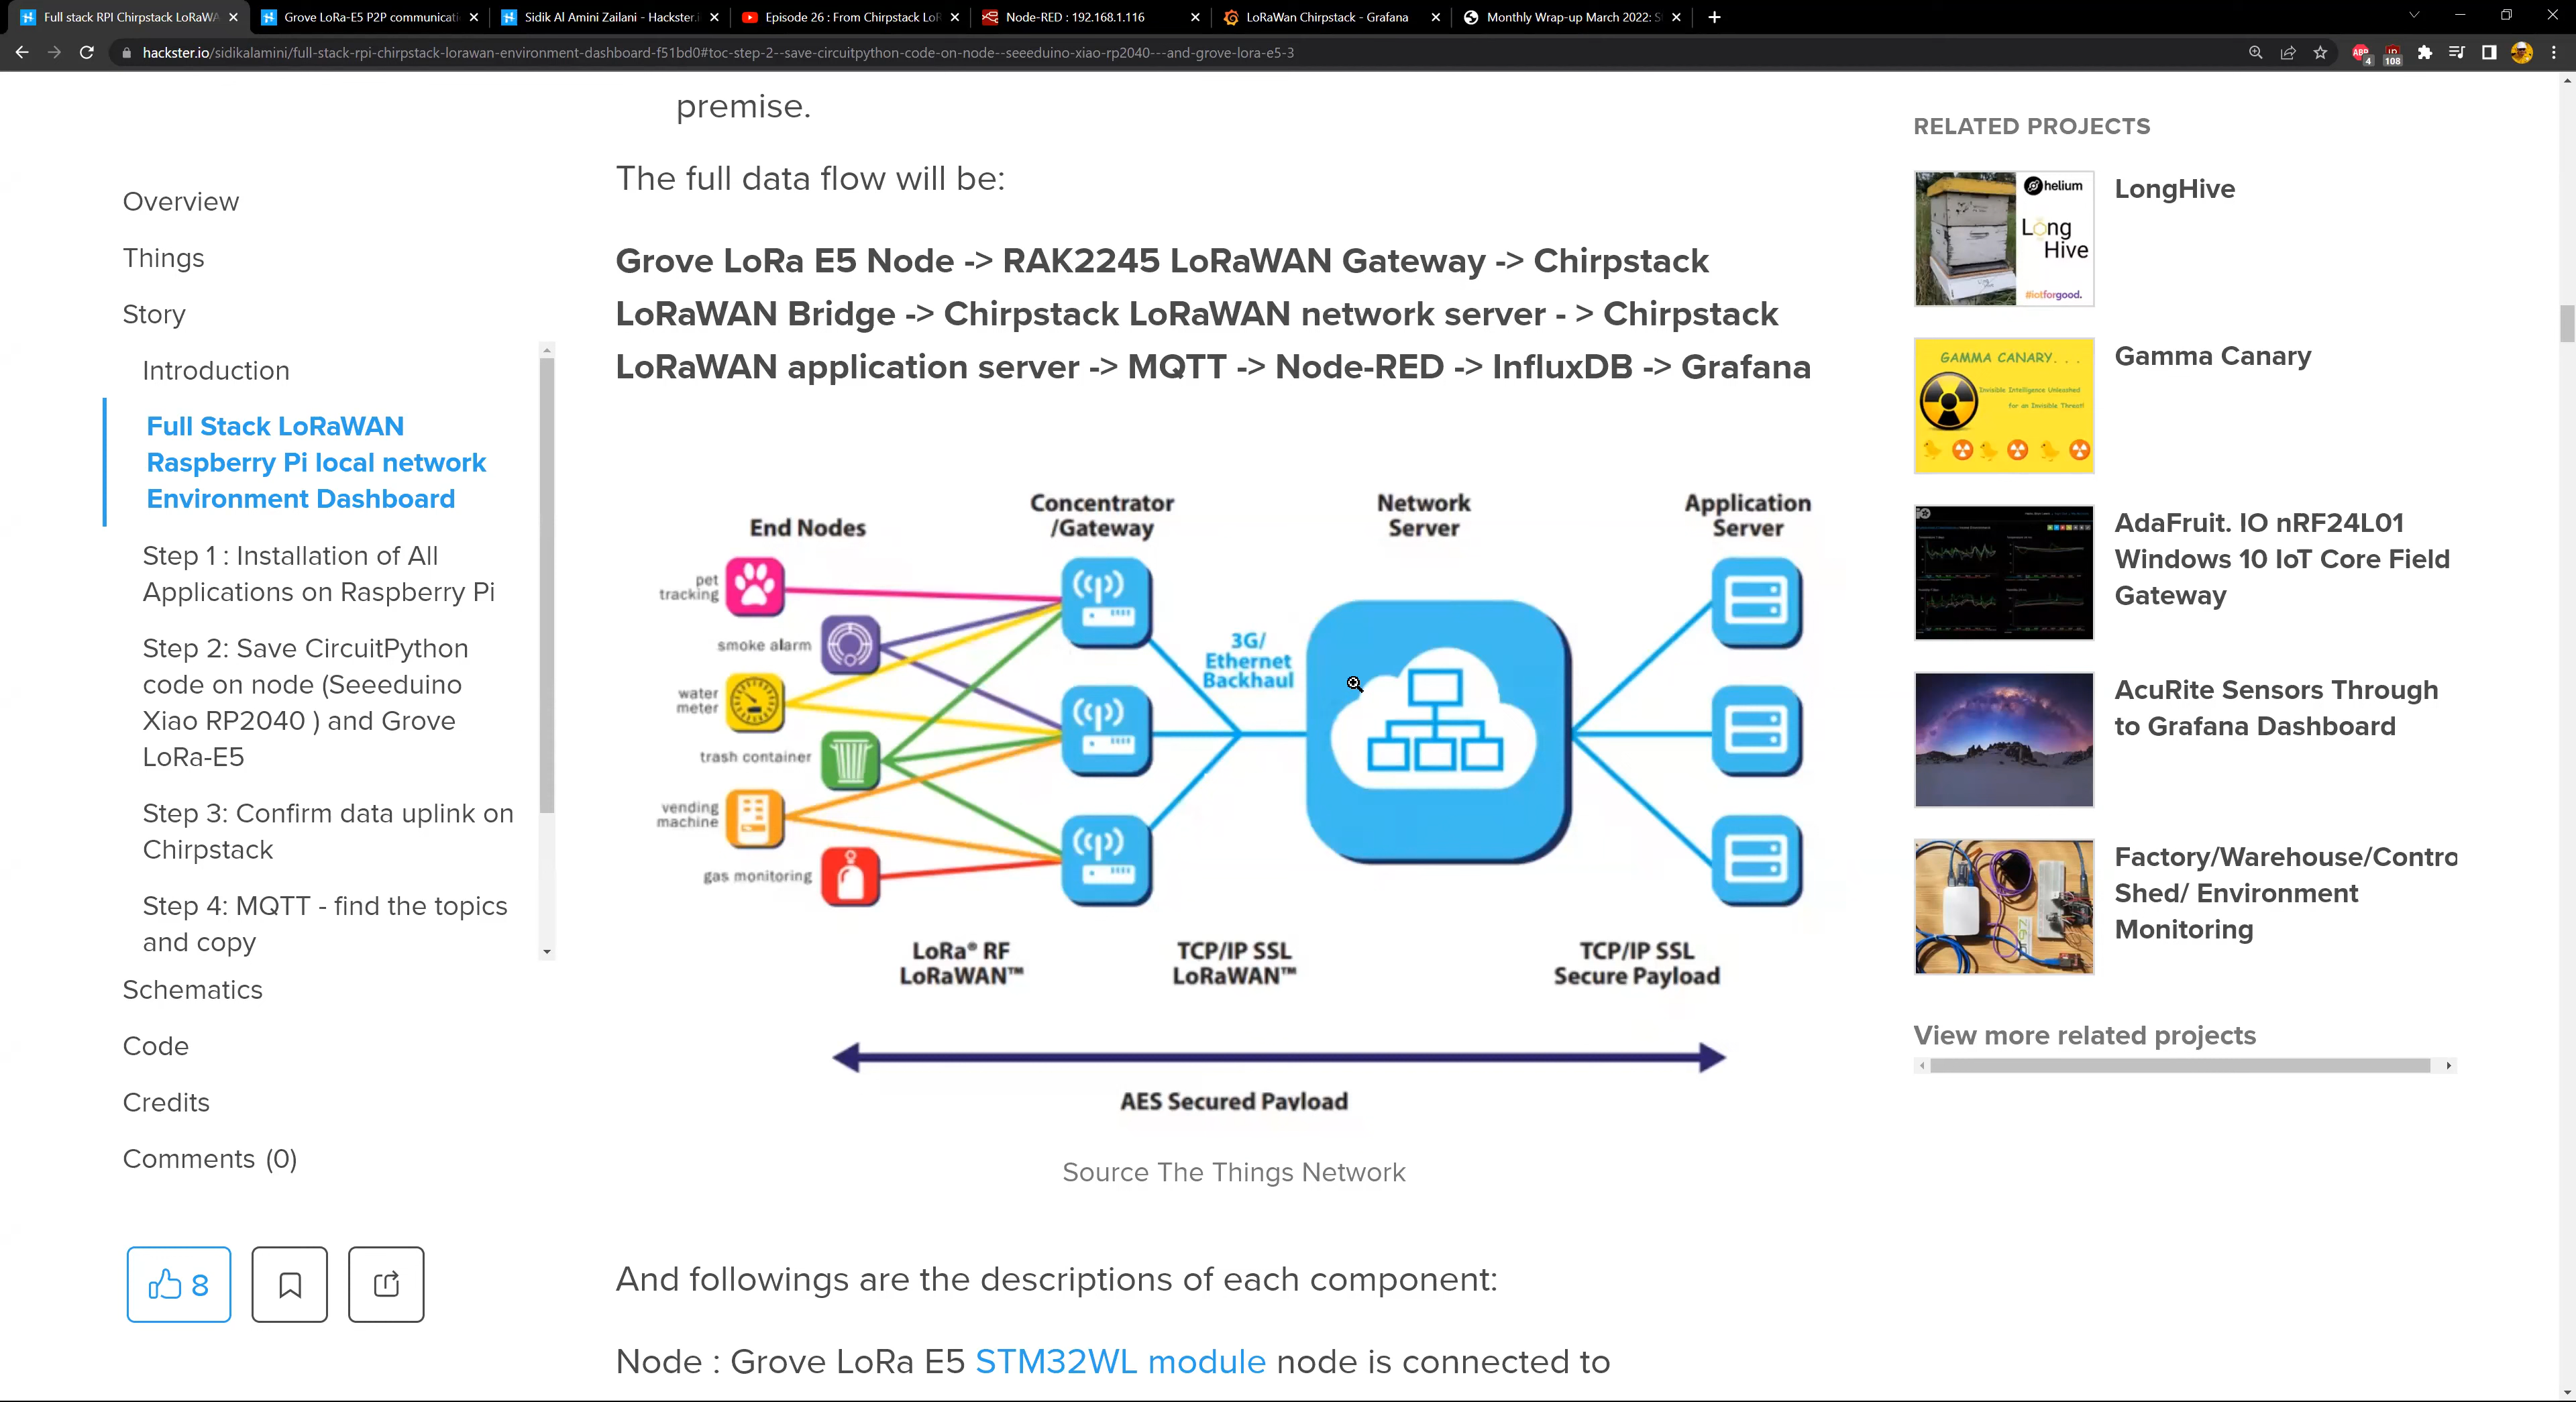 Full stack RPI Chirpstack LoRaWA
Grove LoRa-E5 P2P communicati
Sidik Al Amini Zailani - Hackster.i
Episode 26 : From Chirpstack LoR
Node-RED : 192.168.1.116
LoRaWan Chirpstack - Grafana
Monthly Wrap-up March 2022: S
hackster.io/sidikalamini/full-stack-rpi-chirpstack-lorawan-environment-dashboard-f51bd0#toc-step-2--save-circuitpython-code-on-node--seeeduino-xiao-rp2040---and-grove-lora-e5-3
ABP
4
108
Overview
Things
Story
Introduction
Full Stack LoRaWAN
Raspberry Pi local network
Environment Dashboard
Step 1 : Installation of All
Applications on Raspberry Pi
Step 2: Save CircuitPython
code on node (Seeeduino
Xiao RP2040 ) and Grove
LoRa-E5
Step 3: Confirm data uplink on
Chirpstack
Step 4: MQTT - find the topics
and copy
Schematics
Code
Credits
Comments (0)
8
premise.
The full data flow will be:
Grove LoRa E5 Node -> RAK2245 LoRaWAN Gateway -> Chirpstack
LoRaWAN Bridge -> Chirpstack LoRaWAN network server - > Chirpstack
LoRaWAN application server -> MQTT -> Node-RED -> InfluxDB -> Grafana
End Nodes
Concentrator
/Gateway
Network
Server
Application
Server
pet
tracking
smoke alarm
water
meter
trash container
vending
machine
gas monitoring
3G/
Ethernet
Backhaul
LoRa® RF
LoRaWAN™
TCP/IP SSL
LoRaWAN™
TCP/IP SSL
Secure Payload
AES Secured Payload
Source The Things Network
And followings are the descriptions of each component:
Node : Grove LoRa E5 STM32WL module node is connected to
RELATED PROJECTS
helium
Long
Hive
#iotforgood.
LongHive
GAMMA CANARY. . .
Invisible Intelligence Unleashed
for an Invisible Threat!
Gamma Canary
AdaFruit. IO nRF24L01
Windows 10 IoT Core Field
Gateway
AcuRite Sensors Through
to Grafana Dashboard
Factory/Warehouse/Contro
Shed/ Environment
Monitoring
View more related projects